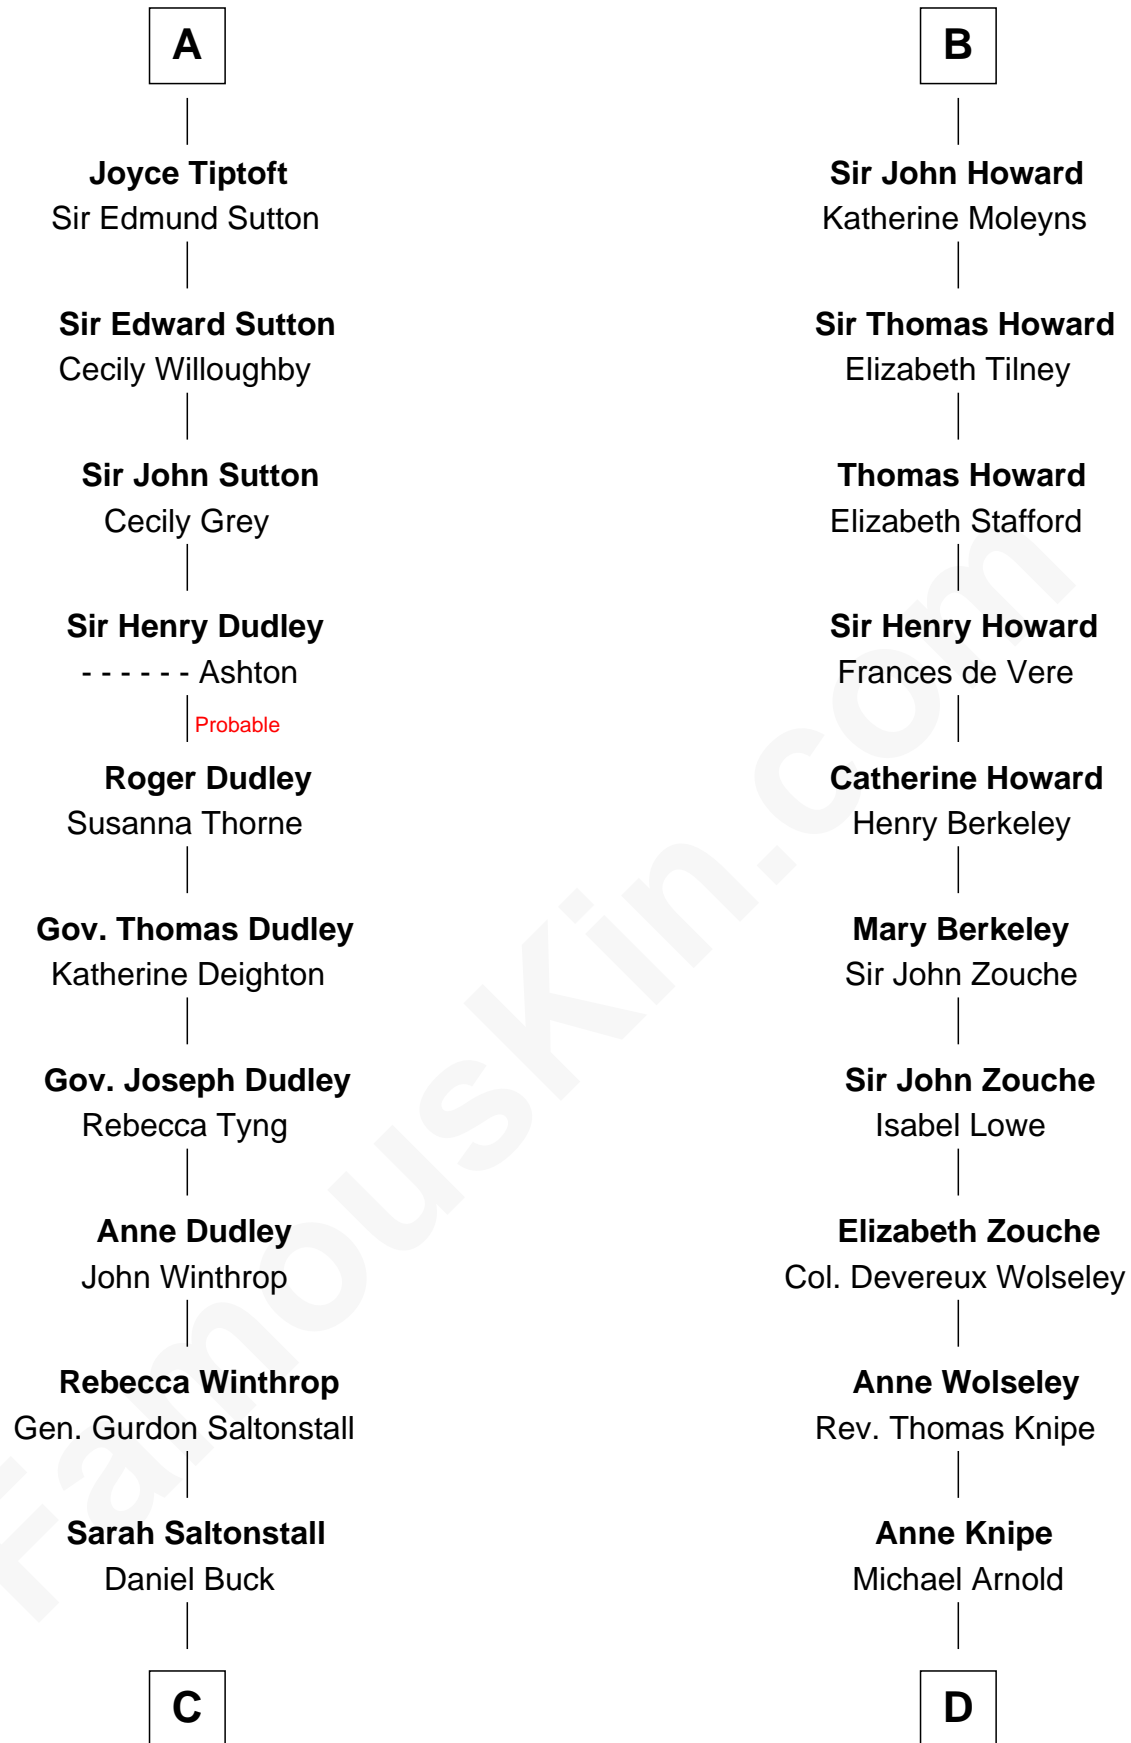 A
Joyce Tiptoft
Sir Edmund Sutton
Sir Edward Sutton
Cecily Willoughby
Sir John Sutton
Cecily Grey
Sir Henry Dudley
- - - - - - Ashton
Probable
Roger Dudley
Susanna Thorne
Gov. Thomas Dudley
Katherine Deighton
Gov. Joseph Dudley
Rebecca Tyng
Anne Dudley
John Winthrop
Rebecca Winthrop
Gen. Gurdon Saltonstall
Sarah Saltonstall
Daniel Buck
C
B
Sir John Howard
Katherine Moleyns
Sir Thomas Howard
Elizabeth Tilney
Thomas Howard
Elizabeth Stafford
Sir Henry Howard
Frances de Vere
Catherine Howard
Henry Berkeley
Mary Berkeley
Sir John Zouche
Sir John Zouche
Isabel Lowe
Elizabeth Zouche
Col. Devereux Wolseley
Anne Wolseley
Rev. Thomas Knipe
Anne Knipe
Michael Arnold
D
FamousKin.com